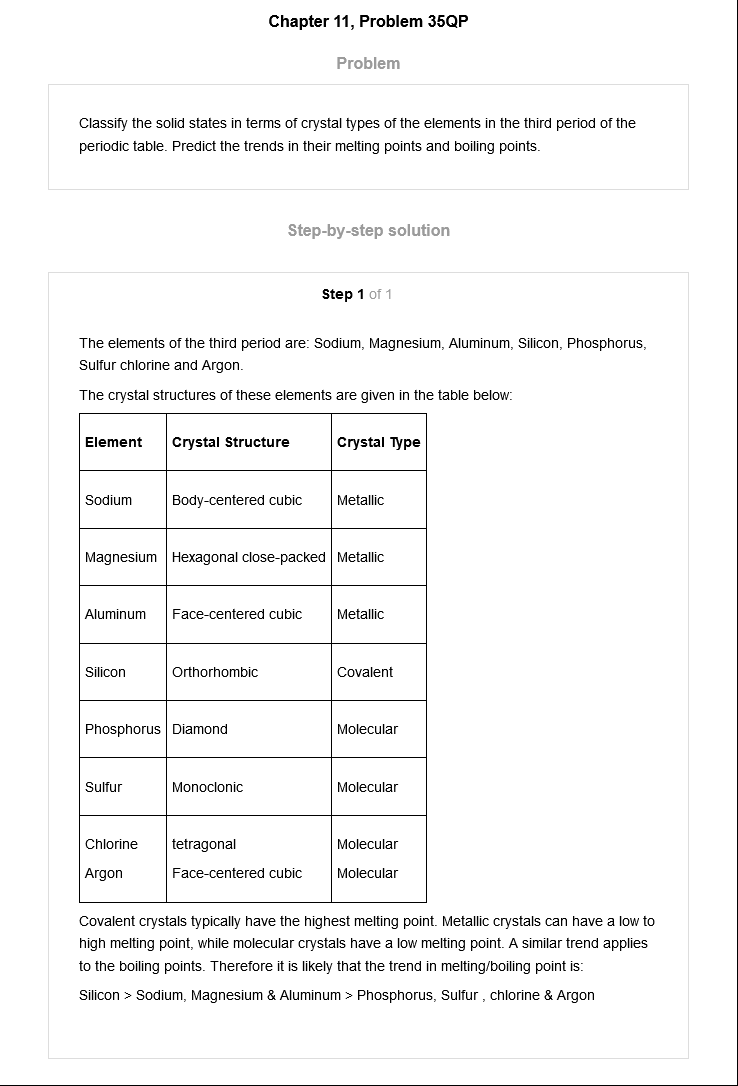 Chapter 11, Problem 35QP
Problem
Classify the solid states in terms of crystal types of the elements in the third period of the
periodic table. Predict the trends in their melting points and boiling points.
Step-by-step solution
Step 1 of 1
The elements of the third period are: Sodium, Magnesium, Aluminum, Silicon, Phosphorus,
Sulfur chlorine and Argon.
The crystal structures of these elements are given in the table below:
Element Crystal Structure Crystal Type
Sodium Body-centered cubic Metallic
Magnesium Hexagonal close-packed Metallic
Aluminum Face-centered cubic Metallic
Silicon Orthorhombic Covalent
Phosphorus Diamond Molecular
Sulfur Monoclonic Molecular
Chlorine tetragonal Molecular
Argon Face-centered cubic Molecular
Covalent crystals typically have the highest melting point. Metallic crystals can have a low to
high melting point, while molecular crystals have a low melting point. A similar trend applies
to the boiling points. Therefore it is likely that the trend in melting/boiling point is:
Silicon > Sodium, Magnesium & Aluminum > Phosphorus, Sulfur , chlorine & Argon